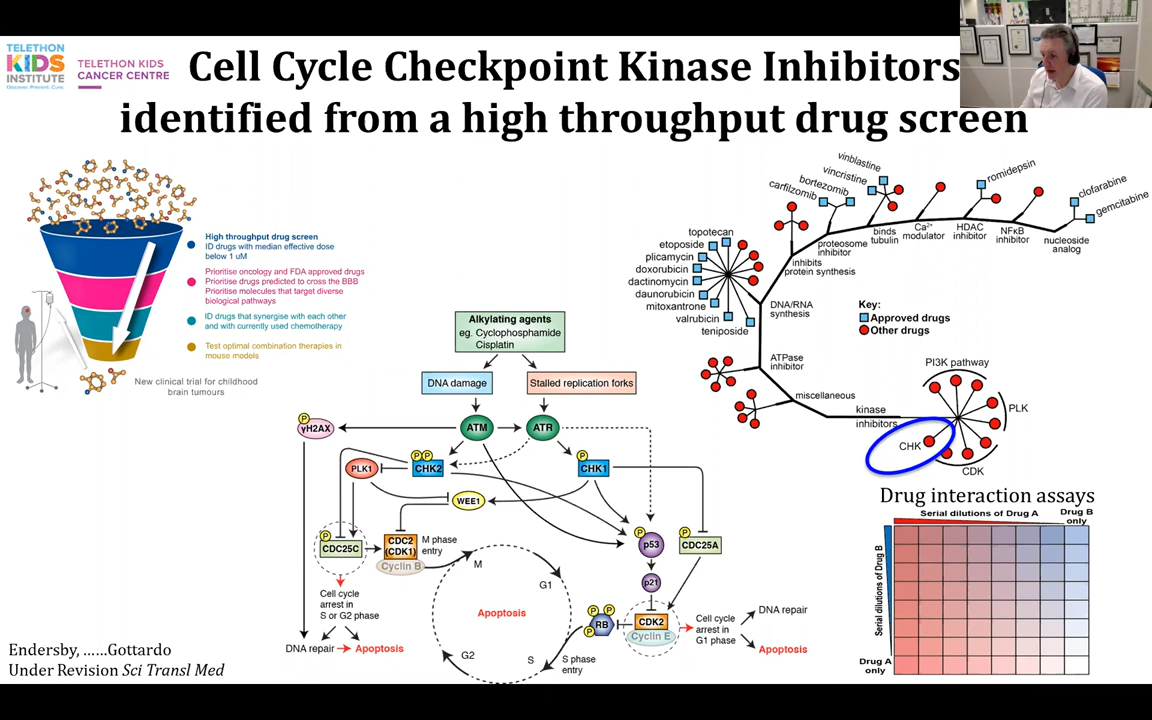 TELETHON
KIDS
INSTITUTE
Discover. Prevent. Cure.
TELETHON KIDS
CANCER CENTRE
Cell Cycle Checkpoint Kinase Inhibitors
identified from a high throughput drug screen
High throughput drug screen
ID drugs with median effective dose
below 1 uM
Prioritise oncology and FDA approved drugs
Prioritise drugs predicted to cross the BBB
Prioritise molecules that target diverse
biological pathways
ID drugs that synergise with each other
and with currently used chemotherapy
Test optimal combination therapies in
mouse models
New clinical trial for childhood
brain tumours
Alkylating agents
eg. Cyclophosphamide
Cisplatin
DNA damage
Stalled replication forks
P
γH2AX
ATM
ATR
PLK1
P P
CHK2
P
CHK1
WEE1
P
CDC25C
CDC2
(CDK1)
Cyclin B
M phase
entry
P
p53
P
CDC25A
p21
CDK2
Cyclin E
P P
P
RB
Cell cycle
arrest in
S or G2 phase
DNA repair
Apoptosis
M
G1
Apoptosis
G2
S
S phase
entry
Cell cycle
arrest in
G1 phase
DNA repair
Apoptosis
vinblastine
vincristine
bortezomib
carfilzomib
romidepsin
clofarabine
gemcitabine
binds
tubulin
Ca2+
modulator
HDAC
inhibitor
NFκB
inhibitor
nucleoside
analog
proteosome
inhibitor
inhibits
protein synthesis
topotecan
etoposide
plicamycin
doxorubicin
dactinomycin
daunorubicin
mitoxantrone
valrubicin
teniposide
DNA/RNA
synthesis
Key:
Approved drugs
Other drugs
ATPase
inhibitor
miscellaneous
kinase
inhibitors
PI3K pathway
PLK
CHK
CDK
Drug interaction assays
Serial dilutions of Drug A
Drug B
only
Serial dilutions of Drug B
Drug A
only
Endersby, ......Gottardo
Under Revision Sci Transl Med